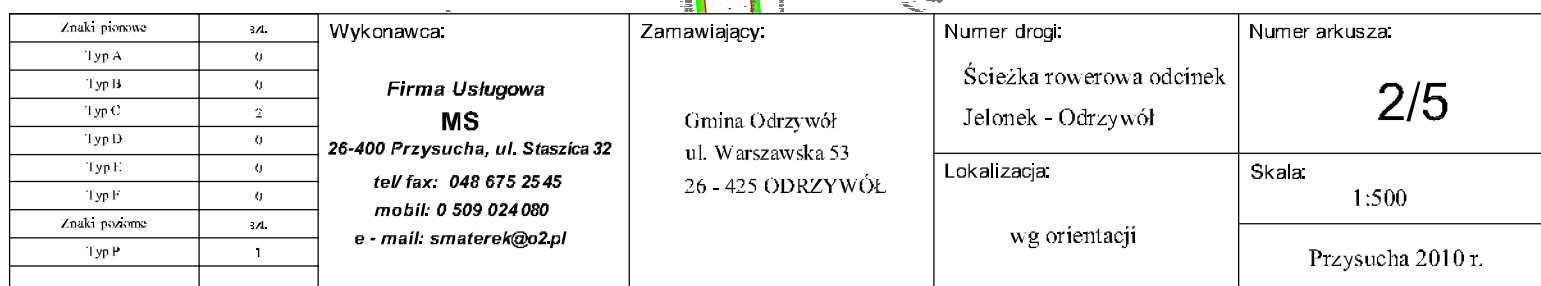 Znaki pionowe szt.
Typ A 0
Typ B 0
Typ C 2
Typ D 0
Typ E 0
Typ F 0
Znaki poziome szt.
Typ P 1
Wykonawca:
Firma Usługowa
MS
26-400 Przysucha, ul. Staszica 32
tel/ fax: 048 675 2545
mobil: 0 509 024 080
e - mail: smaterek@o2.pl
Zamawiający:
Gmina Odrzywół
ul. Warszawska 53
26 - 425 ODRZYWÓŁ
Numer drogi:
Ścieżka rowerowa odcinek
Jelonek - Odrzywół
Lokalizacja:
wg orientacji
Numer arkusza:
2/5
Skala:
1:500
Przysucha 2010 r.